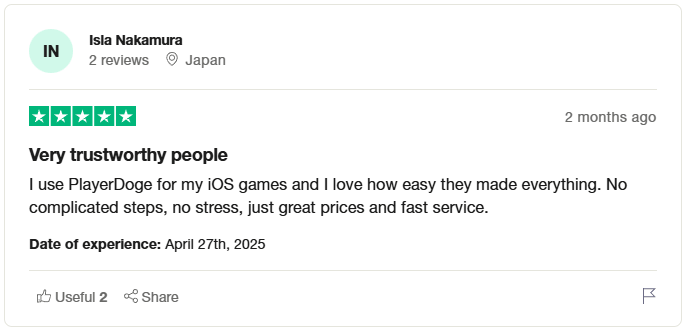 IN
Isla Nakamura
2 reviews Japan
2 months ago
Very trustworthy people
I use PlayerDoge for my iOS games and I love how easy they made everything. No
complicated steps, no stress, just great prices and fast service.
Date of experience: April 27th, 2025
Useful 2 Share